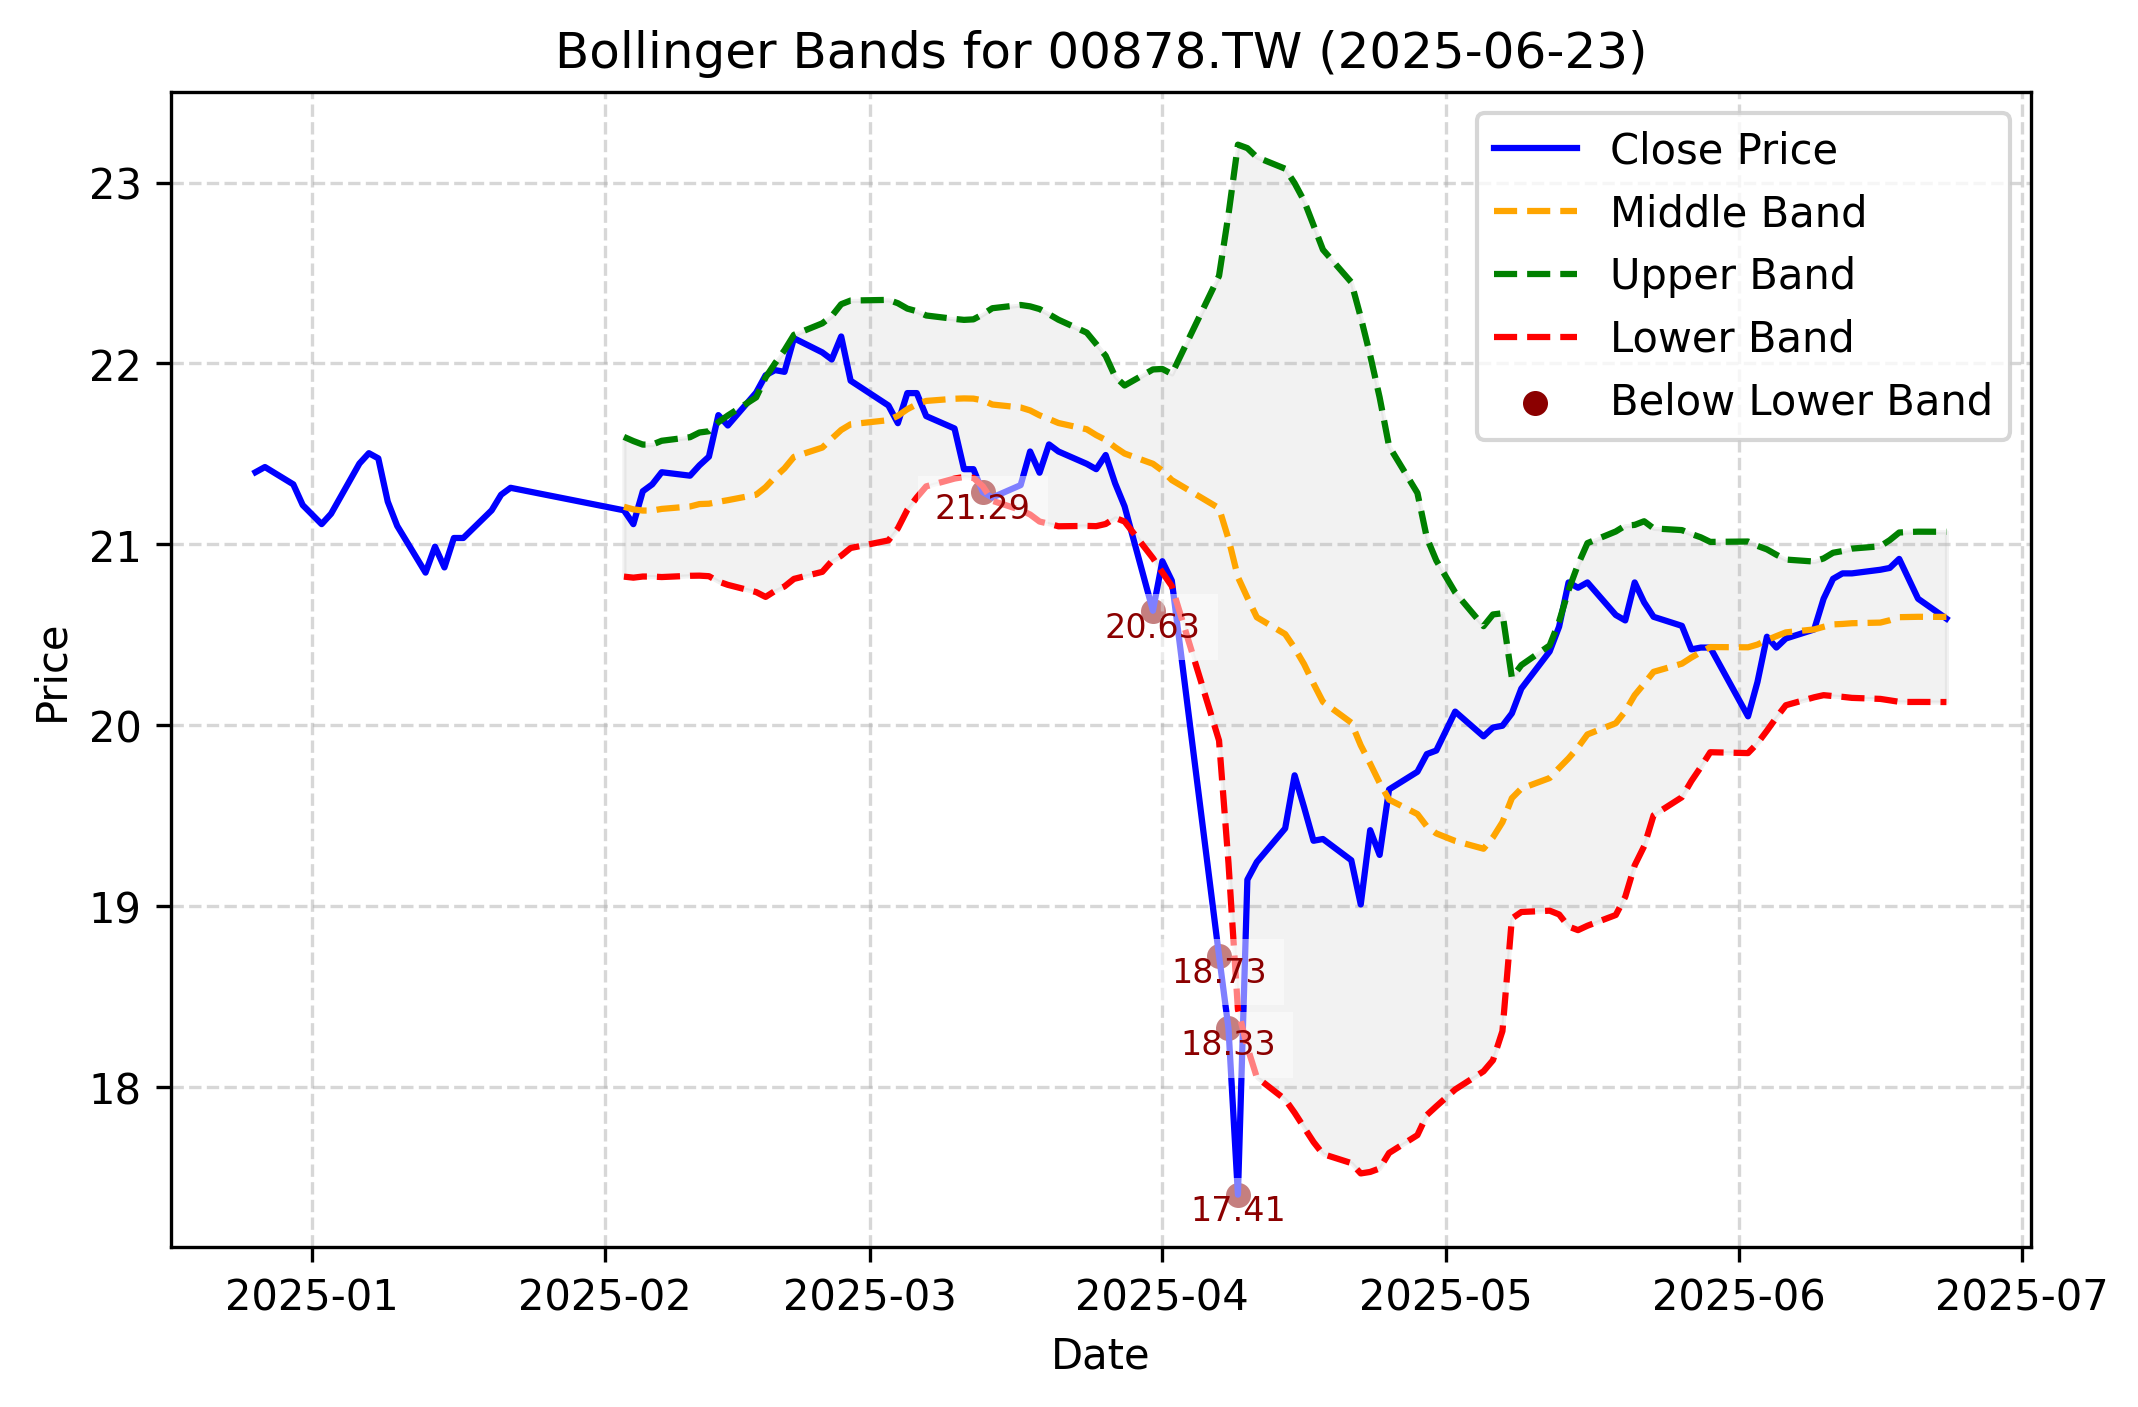 Bollinger Bands for 00878.TW (2025-06-23)
Close Price
Middle Band
Upper Band
Lower Band
Below Lower Band
Price
23
22
21
20
19
18
21.29
20.63
18.73
18.33
17.41
2025-01
2025-02
2025-03
2025-04
2025-05
2025-06
2025-07
Date